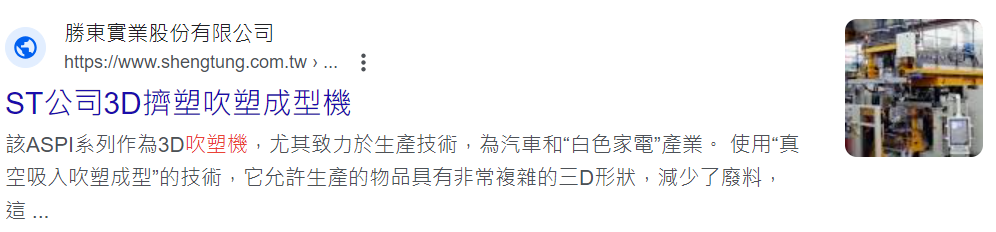 勝東實業股份有限公司
https://www.shengtung.com.tw › ...
ST公司3D擠塑吹塑成型機
該ASPI系列作為3D吹塑機，尤其致力於生產技術，為汽車和“白色家電”產業。 使用“真
空吸入吹塑成型”的技術，它允許生產的物品具有非常複雜的三D形狀，減少了廢料，
這 ...